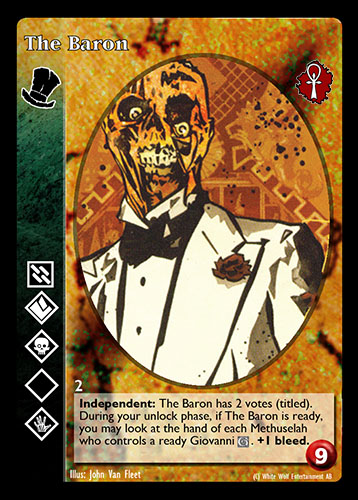 The Baron
2
Independent: The Baron has 2 votes (titled).
During your unlock phase, if The Baron is ready,
you may look at the hand of each Methuselah
who controls a ready Giovanni. +1 bleed.
9
Illus: John Van Fleet
(C) White Wolf Entertainment AB